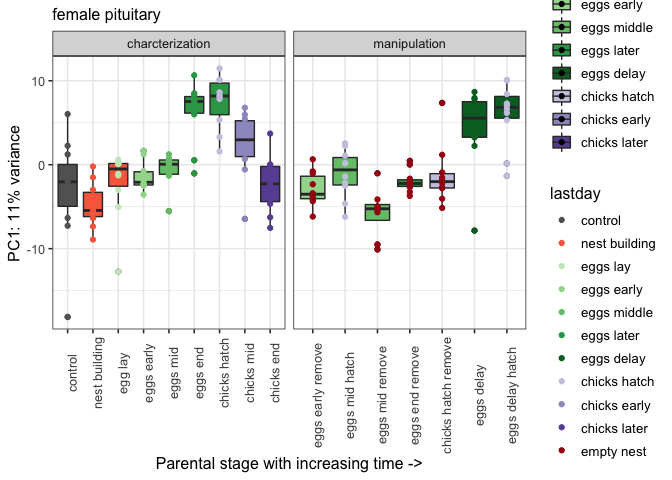 female pituitary
charcterization
manipulation
PC1: 11% variance
10
0
-10
control
nest building
egg lay
eggs early
eggs mid
eggs end
chicks hatch
chicks mid
chicks end
eggs early remove
eggs mid hatch
eggs mid remove
eggs end remove
chicks hatch remove
eggs delay
eggs delay hatch
Parental stage with increasing time ->
eggs early
eggs middle
eggs later
eggs delay
chicks hatch
chicks early
chicks later
lastday
control
nest building
eggs lay
eggs early
eggs middle
eggs later
eggs delay
chicks hatch
chicks early
chicks later
empty nest